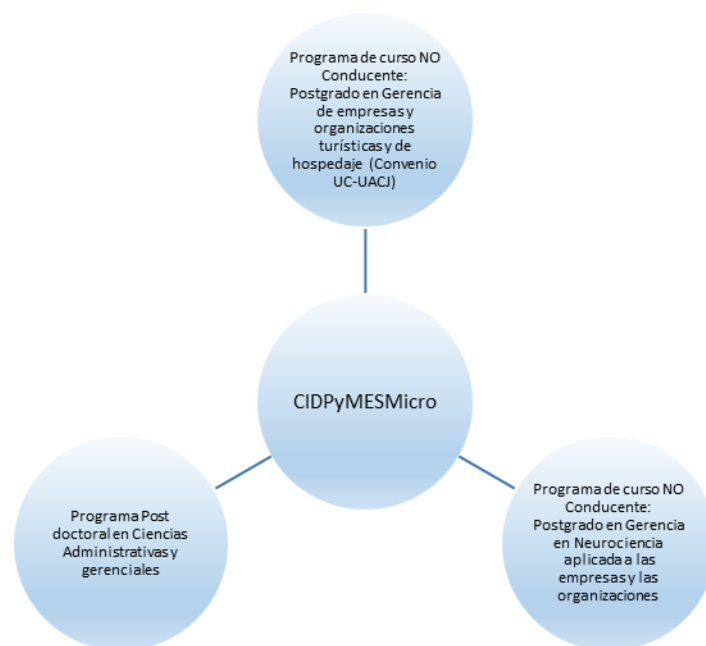 Programa de curso NO
Conducente:
Postgrado en Gerencia
de empresas y
organizaciones
turísticas y de
hospedaje (Convenio
UC-UACJ)
CIDPyMESMicro
Programa Post
doctoral en Ciencias
Administrativas y
gerenciales
Programa de curso NO
Conducente:
Postgrado en Gerencia
en Neurociencia
aplicada a las
empresas y las
organizaciones